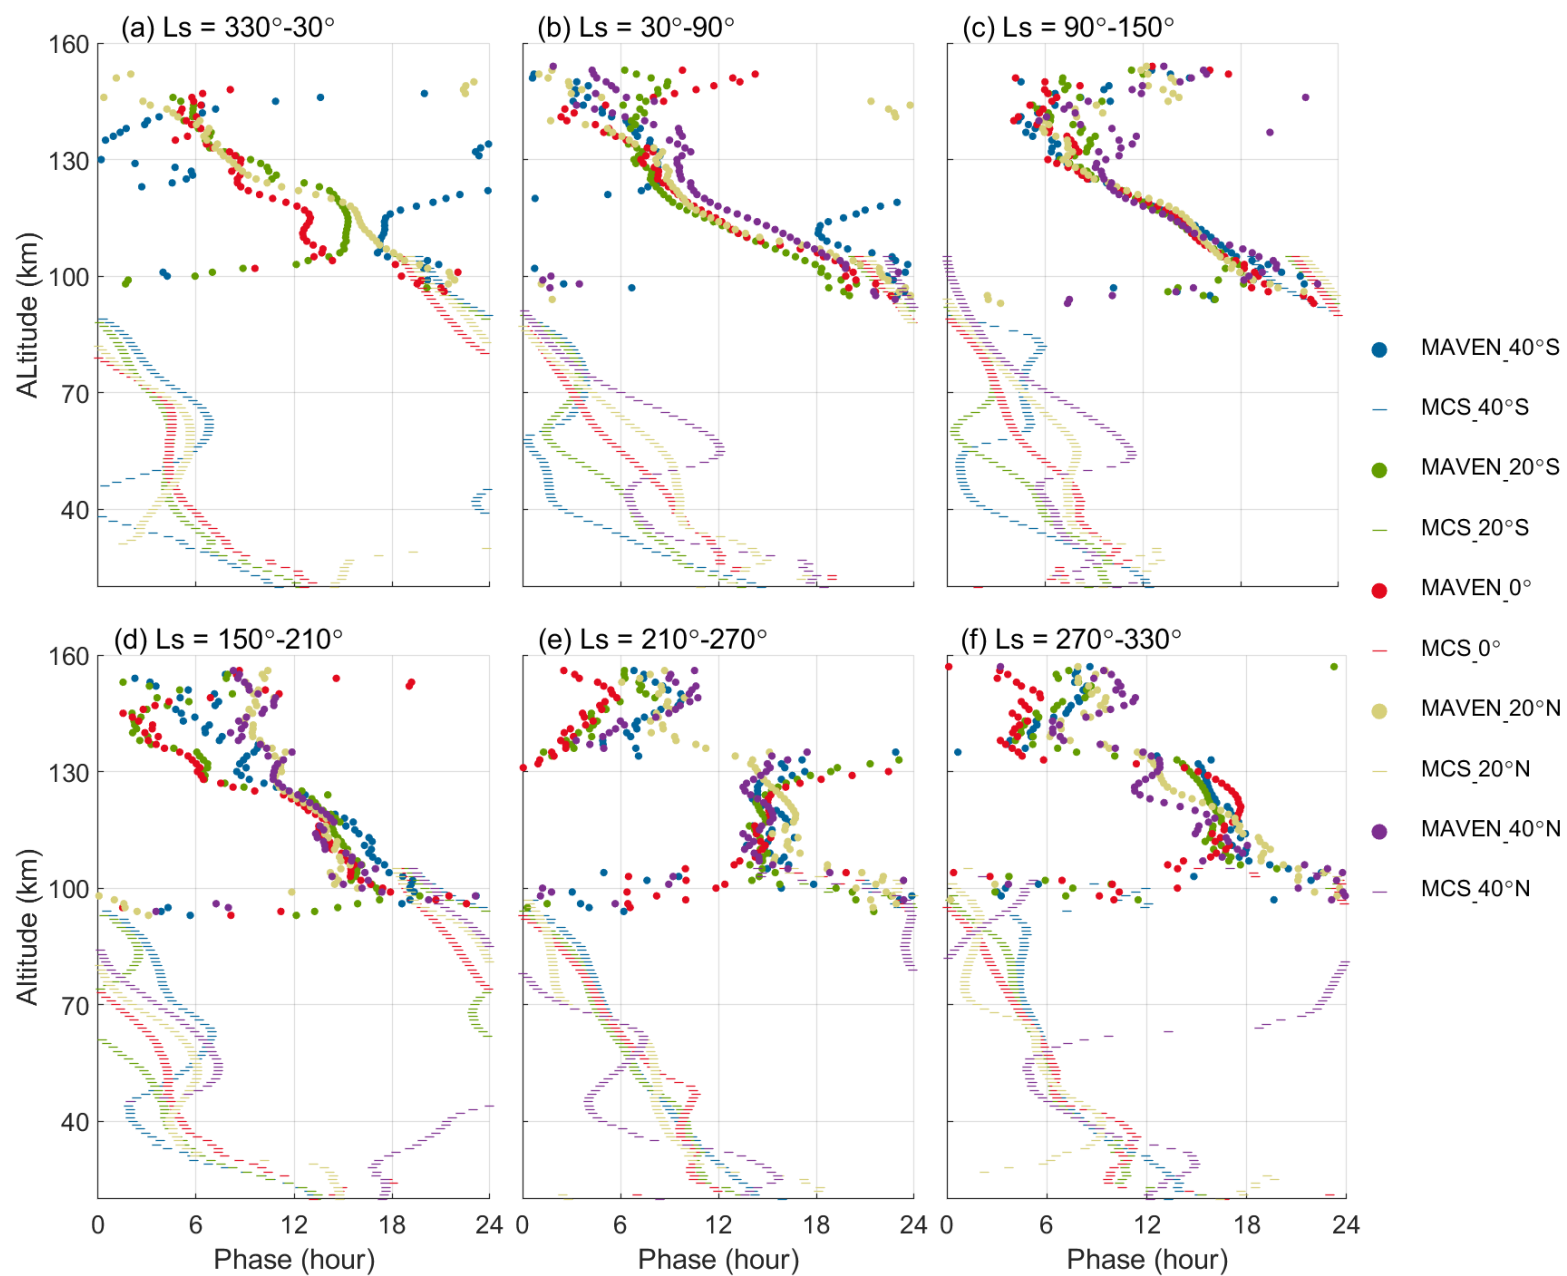 (a) Ls = 330°-30°
(b) Ls = 30°-90°
(c) Ls = 90°-150°
160
130
100
70
40
ALtitude (km)
(d) Ls = 150°-210°
(e) Ls = 210°-270°
(f) Ls = 270°-330°
160
130
100
70
40
Altitude (km)
0 6 12 18 24
6 12 18 24
0 6 12 18 24
Phase (hour)
Phase (hour)
Phase (hour)
MAVEN_40°S
MCS_40°S
MAVEN_20°S
MCS_20°S
MAVEN_0°
MCS_0°
MAVEN_20°N
MCS_20°N
MAVEN_40°N
MCS_40°N